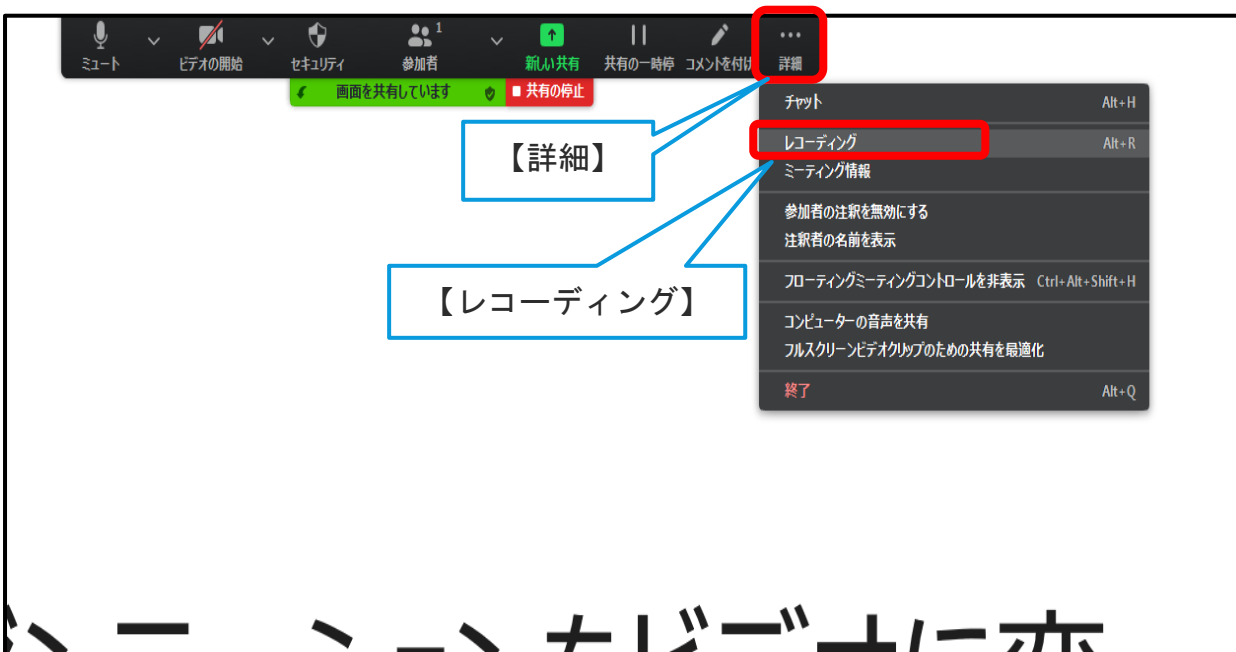 1
ミュート ビデオの開始 セキュリティ 参加者 新しい共有 共有の一時停 コメントを付け 詳細
画面を共有しています 共有の停止
チャット Alt+H
【詳細】
レコーディング Alt+R
ミーティング情報
参加者の注釈を無効にする
注釈者の名前を表示
【レコーディング】
フローティングミーティングコントロールを非表示 Ctrl+Alt+Shift+H
コンピューターの音声を共有
フルスクリーンビデオクリップのための共有を最適化
終了 Alt+Q
ションをビデオに変